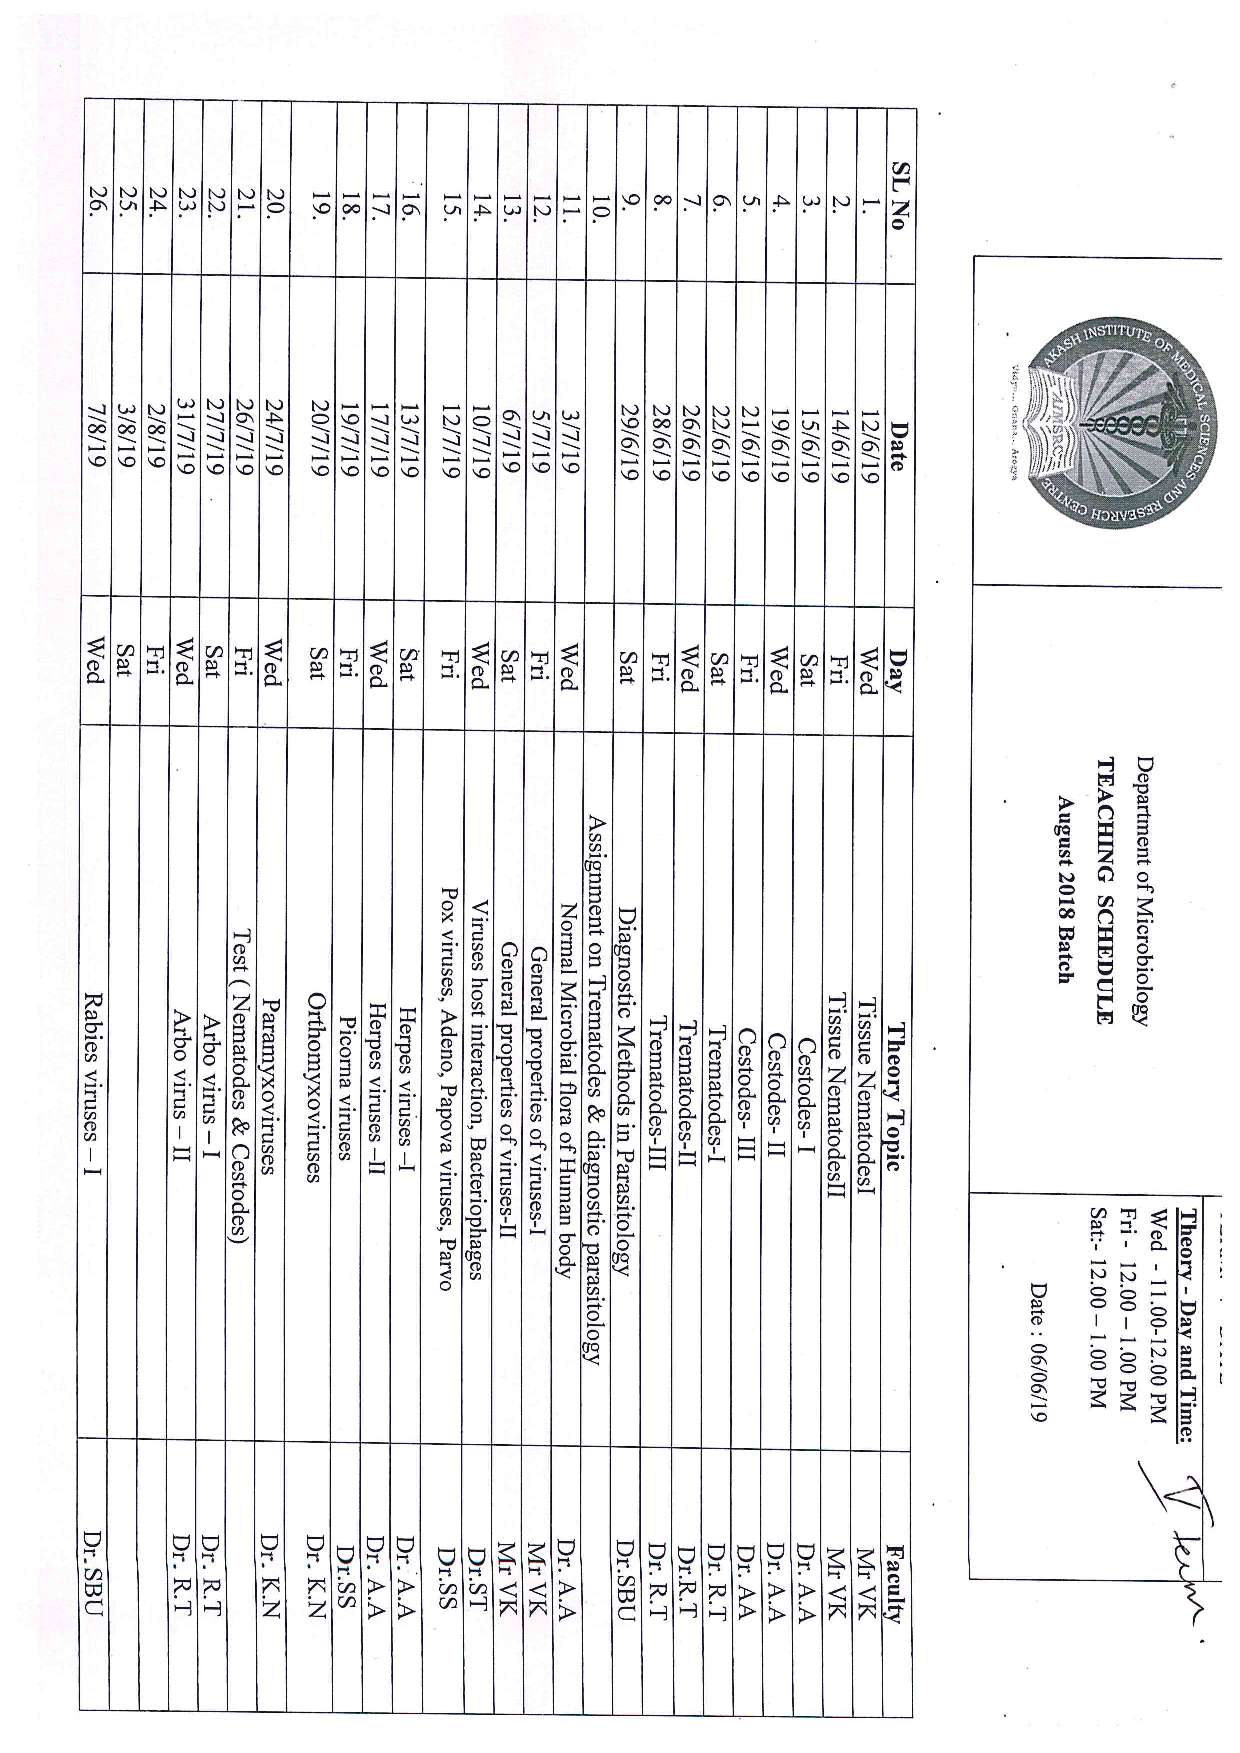 AKASH INSTITUTE OF MEDICAL SCIENCES AND RESEARCH CENTRE
AIMSRC
Vidya... Gnana... Arogya
Department of Microbiology
TEACHING SCHEDULE
August 2018 Batch
Theory - Day and Time:
Wed - 11.00-12.00 PM
Fri - 12.00 – 1.00 PM
Sat:- 12.00 – 1.00 PM
Date : 06/06/19
SL No Date Day Theory Topic Faculty
1. 12/6/19 Wed Tissue NematodesI Mr VK
2. 14/6/19 Fri Tissue NematodesII Mr VK
3. 15/6/19 Sat Cestodes- I Dr. A.A
4. 19/6/19 Wed Cestodes- II Dr. A.A
5. 21/6/19 Fri Cestodes- III Dr. AA
6. 22/6/19 Sat Trematodes-I Dr. R.T
7. 26/6/19 Wed Trematodes-II Dr.R.T
8. 28/6/19 Fri Trematodes-III Dr. R.T
9. 29/6/19 Sat Diagnostic Methods in Parasitology Dr.SBU
10. Assignment on Trematodes & diagnostic parasitology
11. 3/7/19 Wed Normal Microbial flora of Human body Dr. A.A
12. 5/7/19 Fri General properties of viruses-I Mr VK
13. 6/7/19 Sat General properties of viruses-II Mr VK
14. 10/7/19 Wed Viruses host interaction, Bacteriophages Dr.ST
15. 12/7/19 Fri Pox viruses, Adeno, Papova viruses, Parvo Dr.SS
16. 13/7/19 Sat Herpes viruses –I Dr. A.A
17. 17/7/19 Wed Herpes viruses –II Dr. A.A
18. 19/7/19 Fri Picorna viruses Dr.SS
19. 20/7/19 Sat Orthomyxoviruses Dr. K.N
20. 24/7/19 Wed Paramyxoviruses Dr. K.N
21. 26/7/19 Fri Test ( Nematodes & Cestodes)
22. 27/7/19 Sat Arbo virus – I Dr. R.T
23. 31/7/19 Wed Arbo virus – II Dr. R.T
24. 2/8/19 Fri
25. 3/8/19 Sat
26. 7/8/19 Wed Rabies viruses – I Dr.SBU